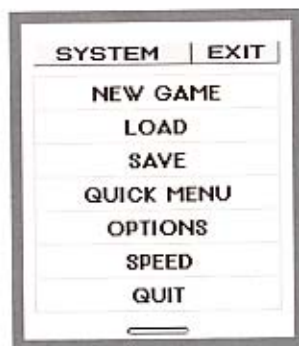 SYSTEM | EXIT
NEW GAME
LOAD
SAVE
QUICK MENU
OPTIONS
SPEED
QUIT